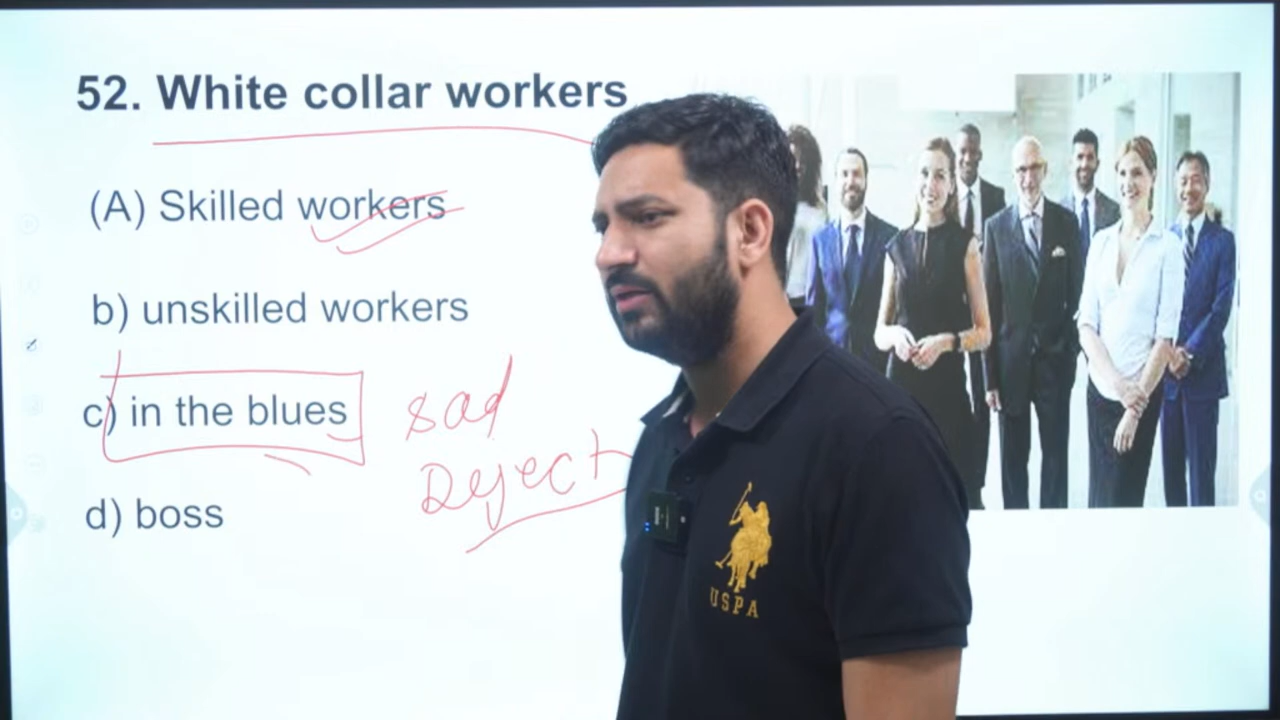 52. White collar workers
(A) Skilled workers
b) unskilled workers
c) in the blues
sad
Deject
d) boss
USPA